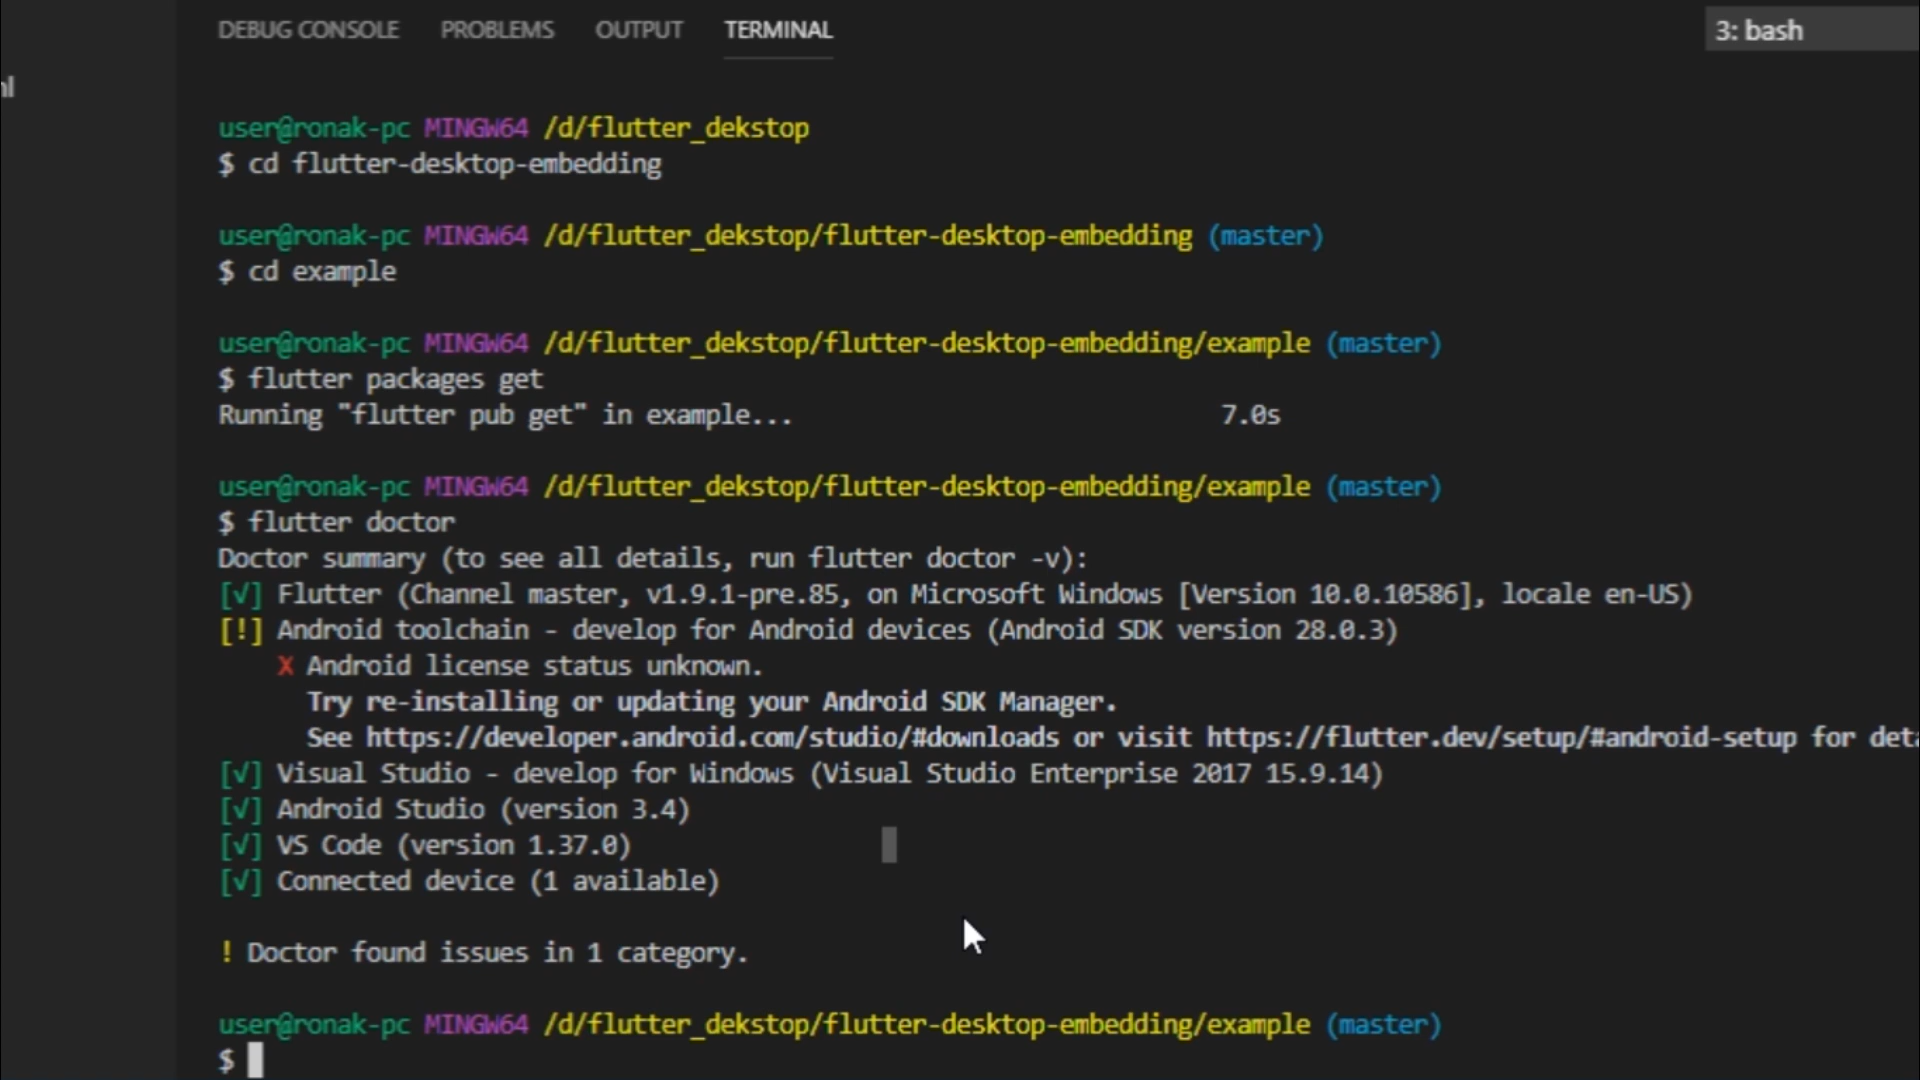 DEBUG CONSOLE PROBLEMS OUTPUT TERMINAL 3: bash
user@ronak-pc MINGW64 /d/flutter_dekstop
$ cd flutter-desktop-embedding
user@ronak-pc MINGW64 /d/flutter_dekstop/flutter-desktop-embedding (master)
$ cd example
user@ronak-pc MINGW64 /d/flutter_dekstop/flutter-desktop-embedding/example (master)
$ flutter packages get
Running "flutter pub get" in example... 7.0s
user@ronak-pc MINGW64 /d/flutter_dekstop/flutter-desktop-embedding/example (master)
$ flutter doctor
Doctor summary (to see all details, run flutter doctor -v):
[√] Flutter (Channel master, v1.9.1-pre.85, on Microsoft Windows [Version 10.0.10586], locale en-US)
[!] Android toolchain - develop for Android devices (Android SDK version 28.0.3)
X Android license status unknown.
Try re-installing or updating your Android SDK Manager.
See https://developer.android.com/studio/#downloads or visit https://flutter.dev/setup/#android-setup for
[√] Visual Studio - develop for Windows (Visual Studio Enterprise 2017 15.9.14)
[√] Android Studio (version 3.4)
[√] VS Code (version 1.37.0)
[√] Connected device (1 available)
! Doctor found issues in 1 category.
user@ronak-pc MINGW64 /d/flutter_dekstop/flutter-desktop-embedding/example (master)
$